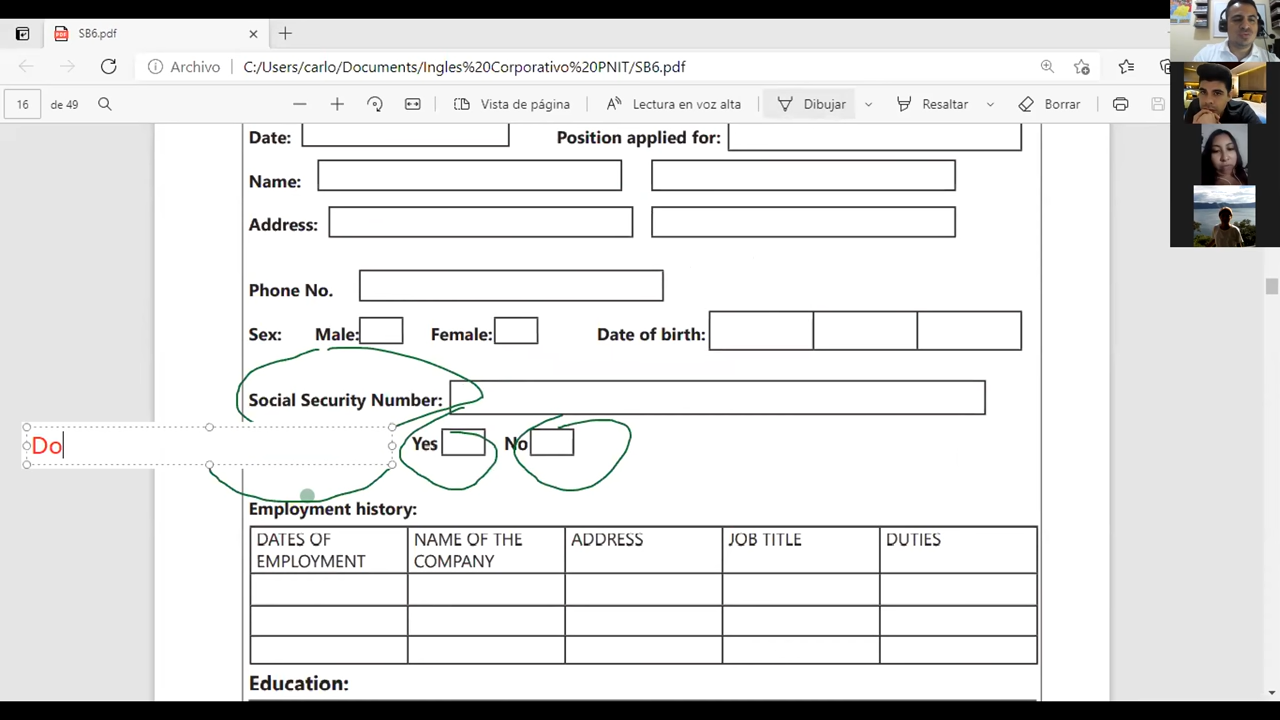 SB6.pdf
Archivo C:/Users/carlo/Documents/Ingles%20Corporativo%20PNIT/SB6.pdf
16 de 49 Vista de página Lectura en voz alta Dibujar Resaltar Borrar
Date: Position applied for:
Name:
Address:
Phone No.
Sex: Male: Female: Date of birth:
Social Security Number:
Do Yes No
Employment history:
DATES OF EMPLOYMENT NAME OF THE COMPANY ADDRESS JOB TITLE DUTIES
Education: